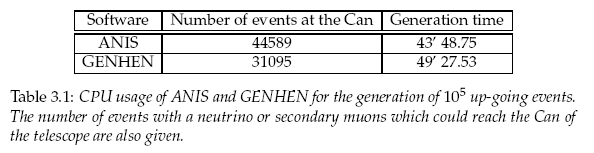 Software Number of events at the Can Generation time
ANIS 44589 43′ 48.75
GENHEN 31095 49′ 27.53
Table 3.1: CPU usage of ANIS and GENHEN for the generation of 10⁵ up-going events.
The number of events with a neutrino or secondary muons which could reach the Can of
the telescope are also given.